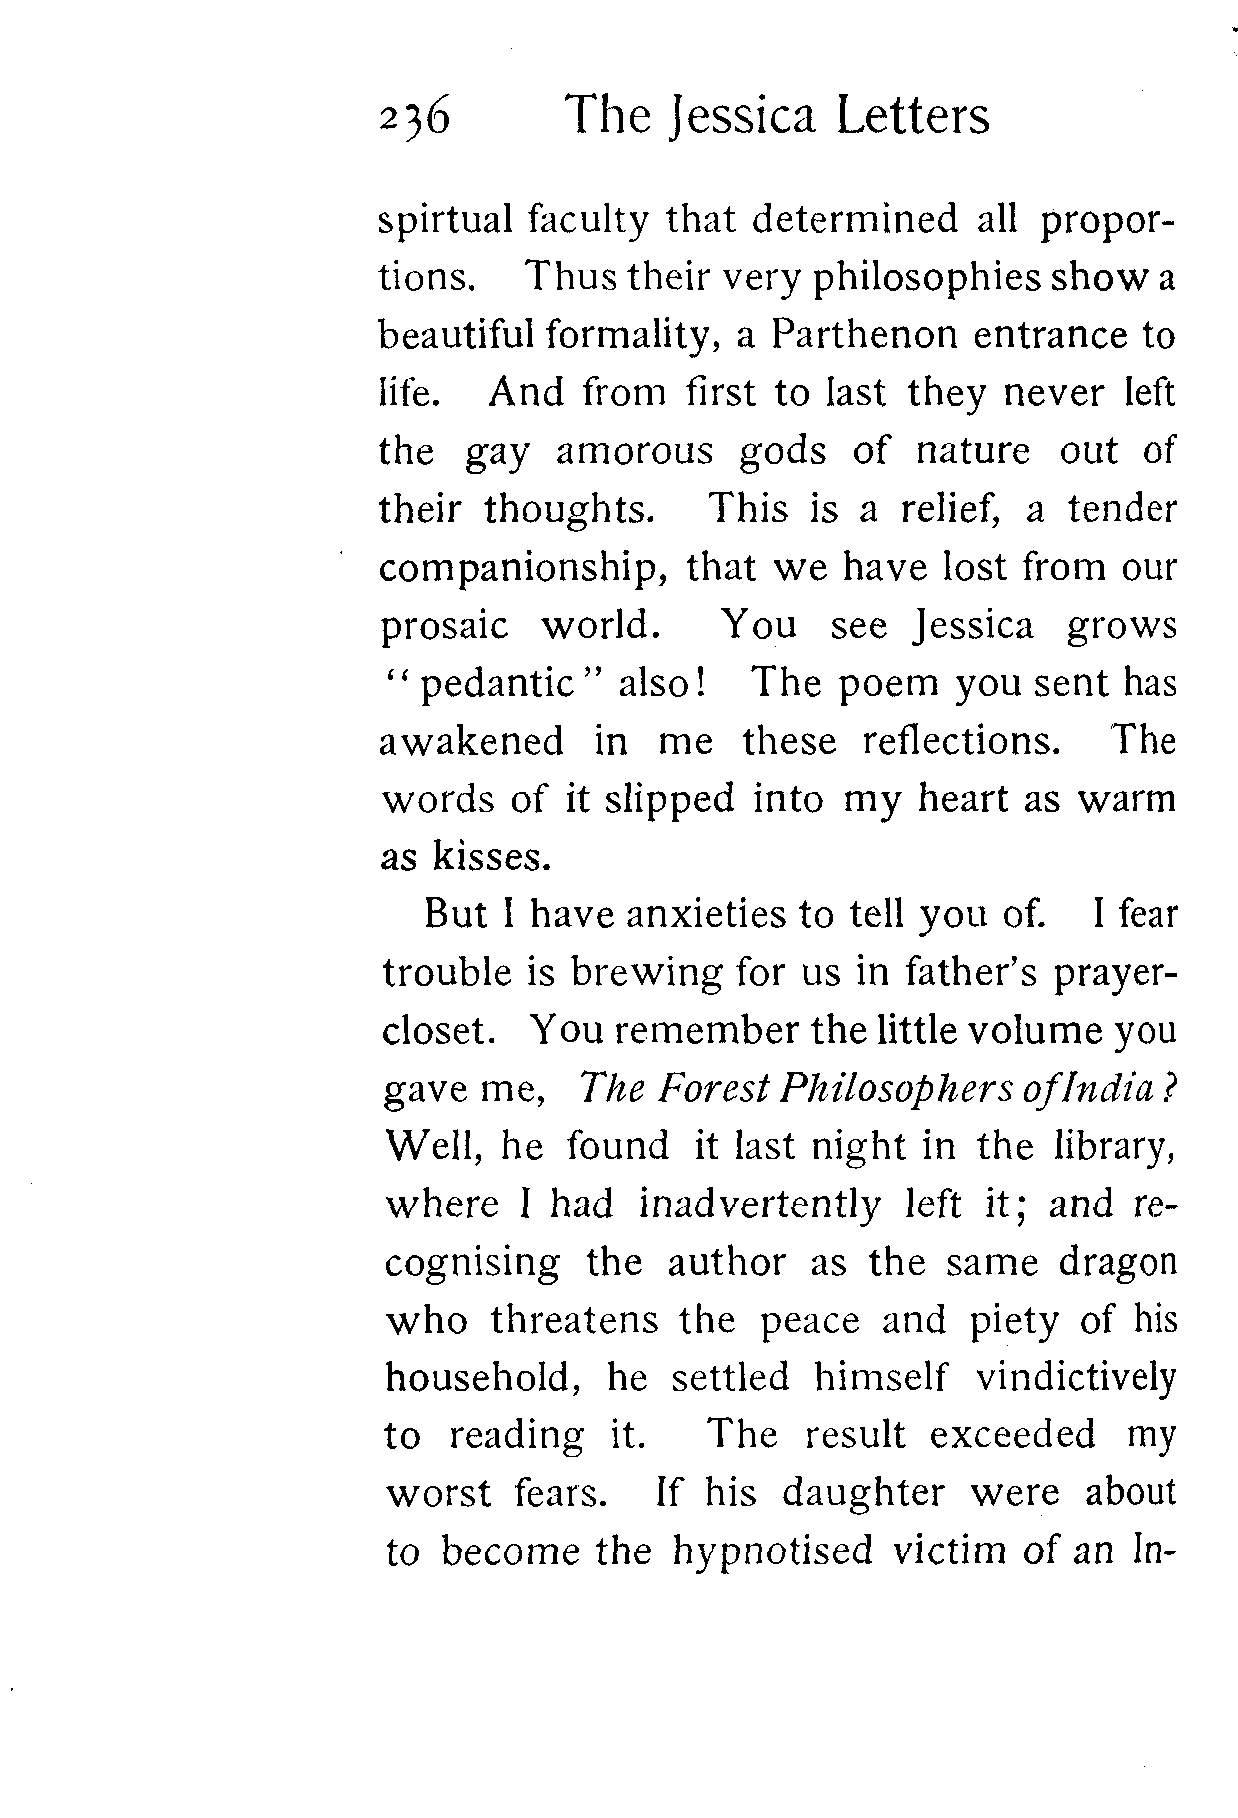 236 The Jessica Letters
spirtual faculty that determined all propor-
tions. Thus their very philosophies show a
beautiful formality, a Parthenon entrance to
life. And from first to last they never left
the gay amorous gods of nature out of
their thoughts. This is a relief, a tender
companionship, that we have lost from our
prosaic world. You see Jessica grows
“ pedantic ” also! The poem you sent has
awakened in me these reflections. The
words of it slipped into my heart as warm
as kisses.
But I have anxieties to tell you of. I fear
trouble is brewing for us in father’s prayer-
closet. You remember the little volume you
gave me, The Forest Philosophers of India ?
Well, he found it last night in the library,
where I had inadvertently left it; and re-
cognising the author as the same dragon
who threatens the peace and piety of his
household, he settled himself vindictively
to reading it. The result exceeded my
worst fears. If his daughter were about
to become the hypnotised victim of an In-